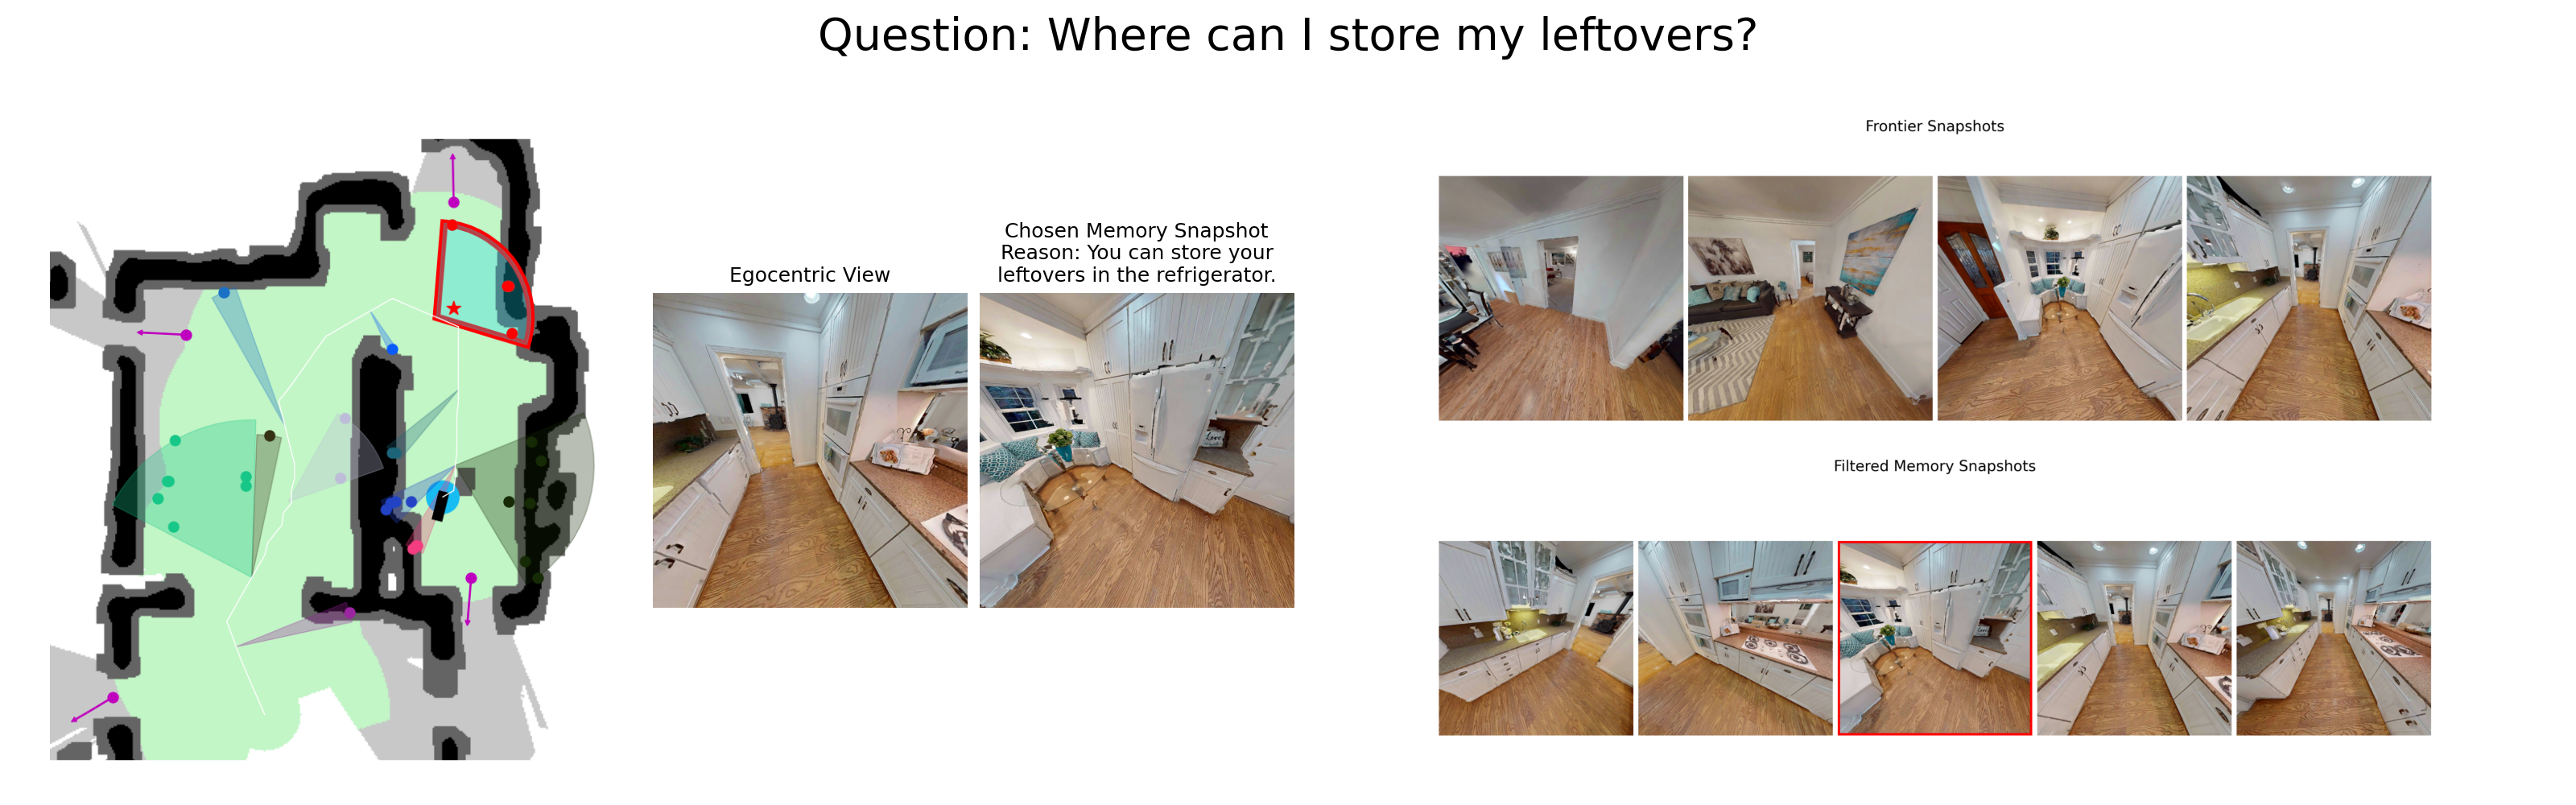 Question: Where can I store my leftovers?
Frontier Snapshots
Egocentric View
Chosen Memory Snapshot
Reason: You can store your
leftovers in the refrigerator.
Filtered Memory Snapshots